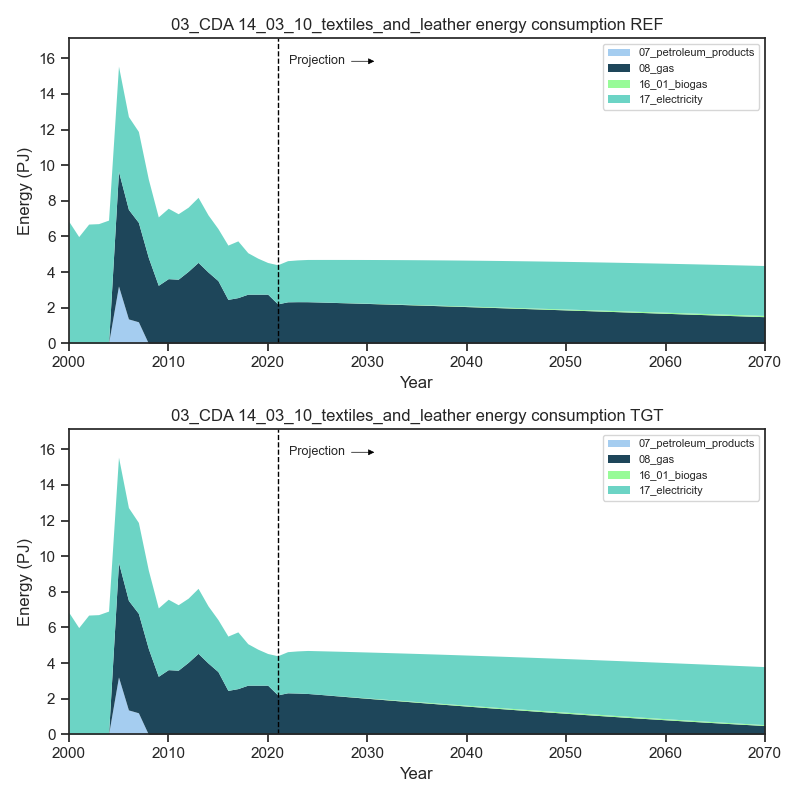 03_CDA 14_03_10_textiles_and_leather energy consumption REF
Energy (PJ)
16
14
12
10
8
6
4
2
0
Projection
07_petroleum_products
08_gas
16_01_biogas
17_electricity
2000 2010 2020 2030 2040 2050 2060 2070
Year
03_CDA 14_03_10_textiles_and_leather energy consumption TGT
Energy (PJ)
16
14
12
10
8
6
4
2
0
Projection
07_petroleum_products
08_gas
16_01_biogas
17_electricity
2000 2010 2020 2030 2040 2050 2060 2070
Year